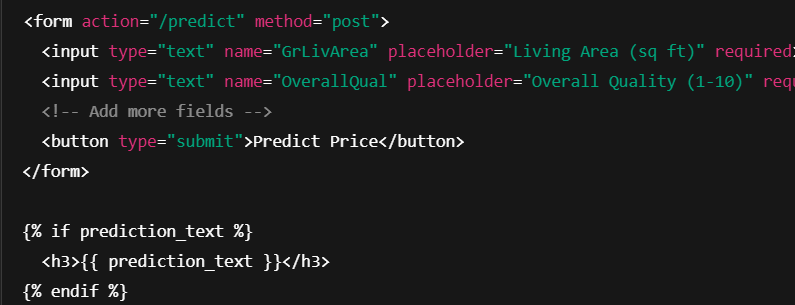 <form action="/predict" method="post">
<input type="text" name="GrLivArea" placeholder="Living Area (sq ft)" required>
<input type="text" name="OverallQual" placeholder="Overall Quality (1-10)" requ
<!-- Add more fields -->
<button type="submit">Predict Price</button>
</form>
{% if prediction_text %}
<h3>{{ prediction_text }}</h3>
{% endif %}